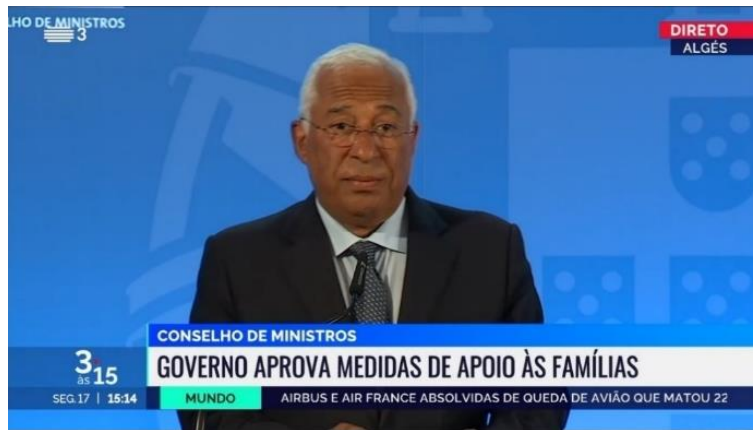 LHO DE MINISTROS
3
DIRETO
ALGÉS
CONSELHO DE MINISTROS
GOVERNO APROVA MEDIDAS DE APOIO ÀS FAMÍLIAS
3 às 15
SEG.17 | 15:14
MUNDO
AIRBUS E AIR FRANCE ABSOLVIDAS DE QUEDA DE AVIÃO QUE MATOU 22